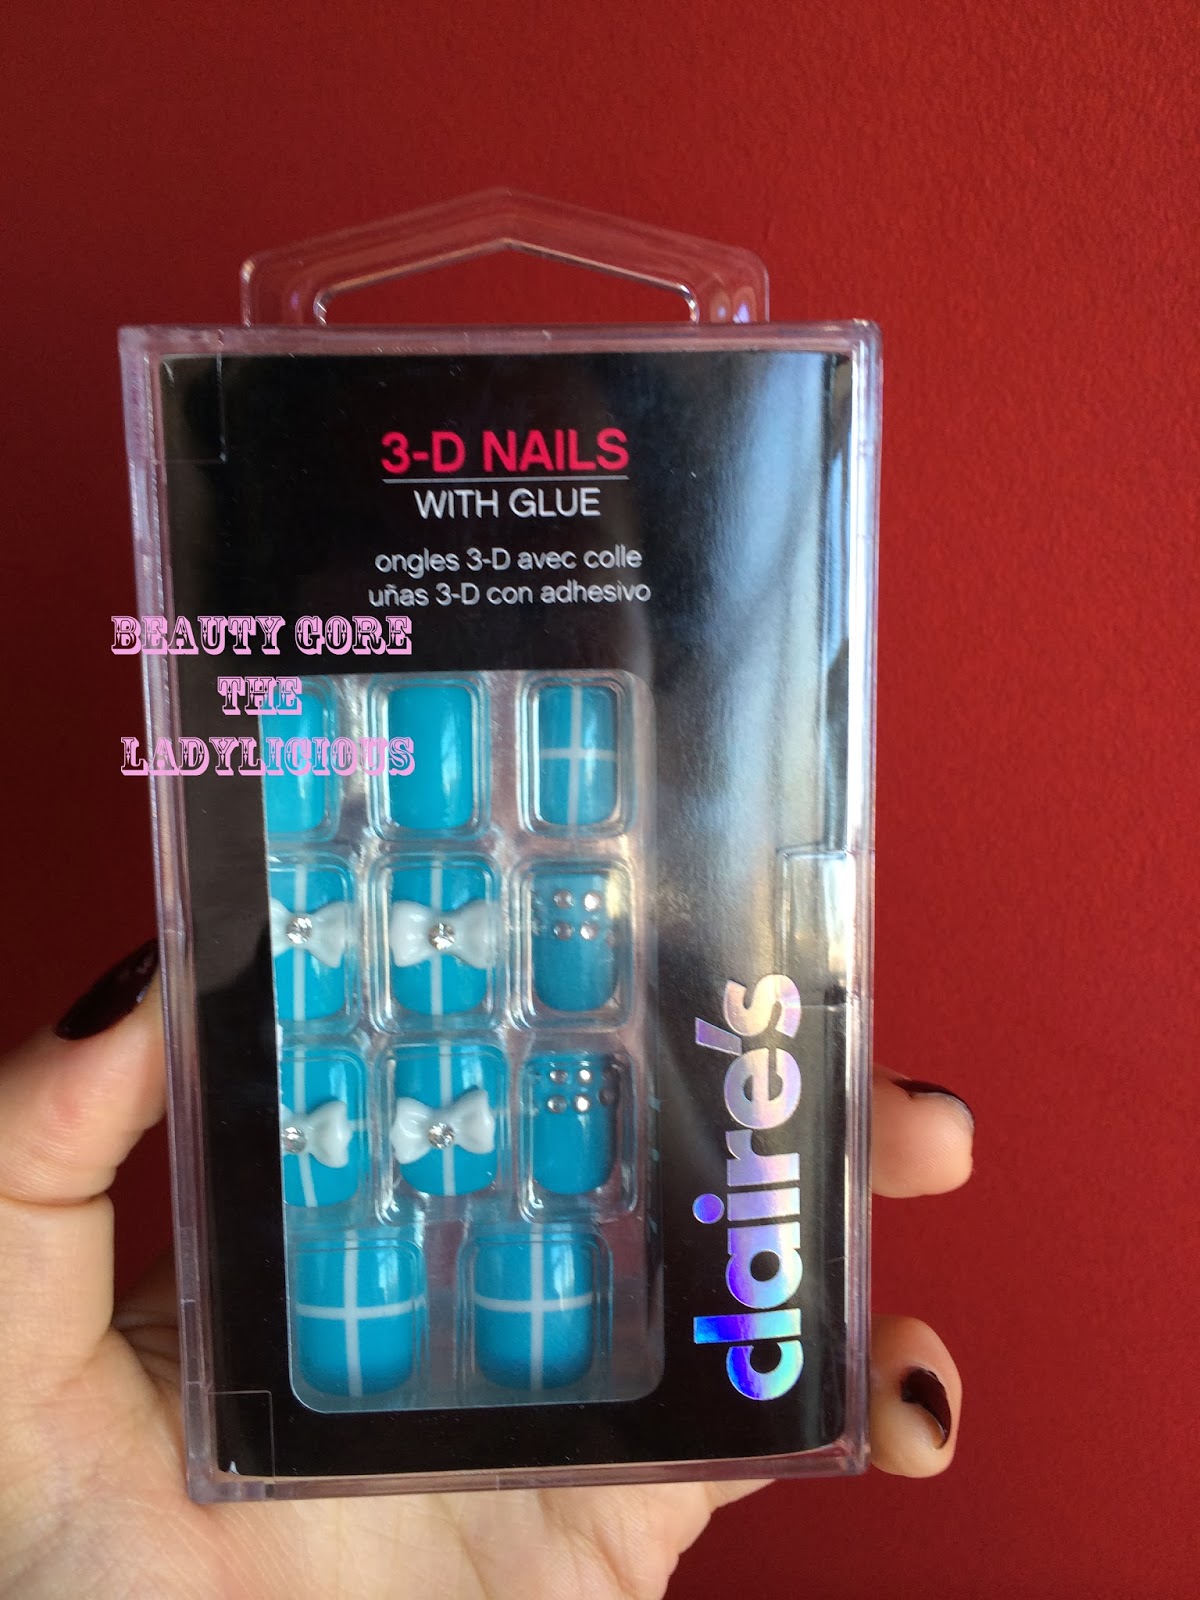 3-D NAILS
WITH GLUE
ongles 3-D avec colle
uñas 3-D con adhesivo
BEAUTY GORE
THE
LADYLICIOUS
claire's